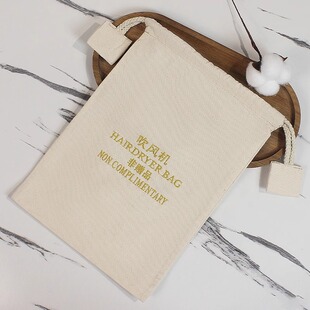 吹风机
HAIRDRYER BAG
非赠品
NON COMPLIMENTARY